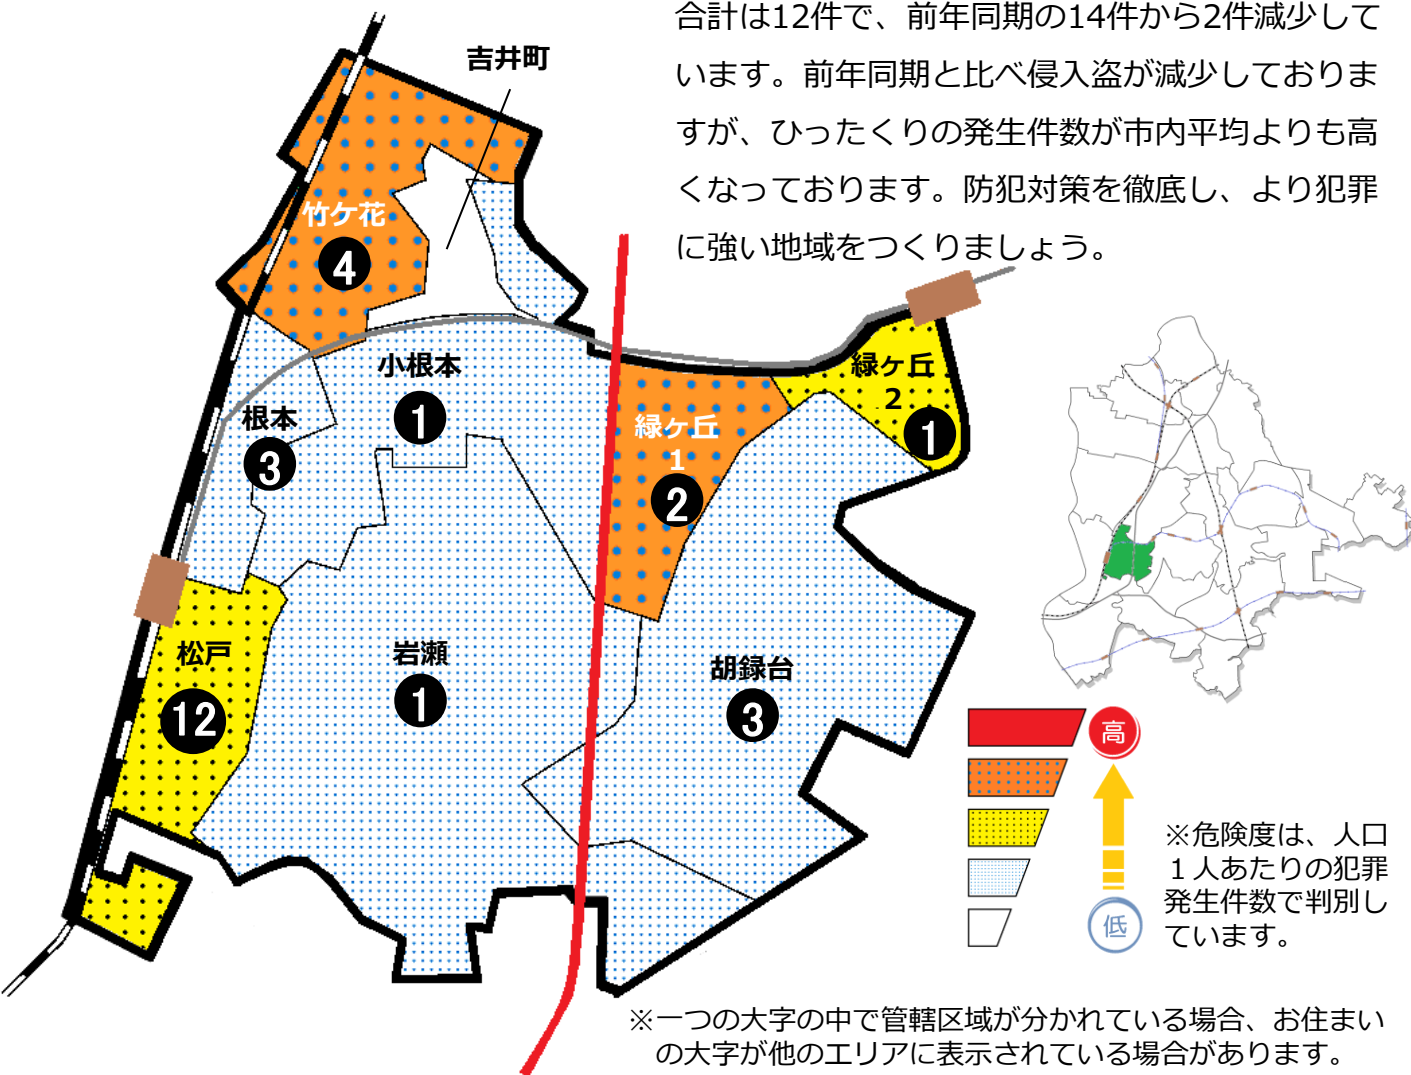 合計は12件で、前年同期の14件から2件減少して
います。前年同期と比べ侵入盗が減少しておりま
すが、ひったくりの発生件数が市内平均よりも高
くなっております。防犯対策を徹底し、より犯罪
に強い地域をつくりましょう。
吉井町
竹ケ花
4
小根本
1
根本
3
緑ヶ丘
1
2
緑ヶ丘
2
1
松戸
12
岩瀬
1
胡録台
3
高
低
※危険度は、人口
１人あたりの犯罪
発生件数で判別し
ています。
※一つの大字の中で管轄区域が分かれている場合、お住まい
の大字が他のエリアに表示されている場合があります。